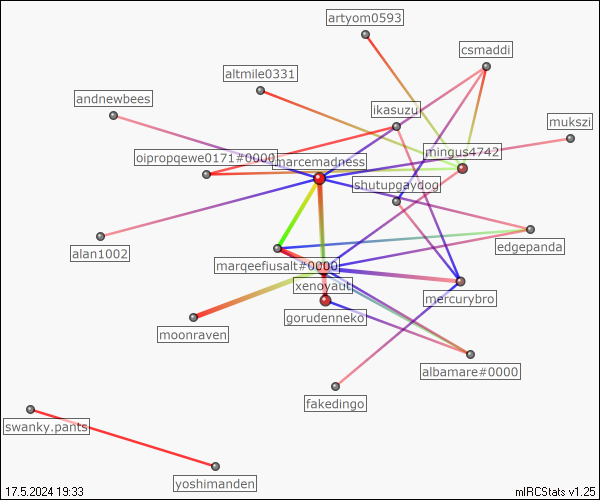 artyom0593
csmaddi
altmile0331
andnewbees
ikasuzu
mukszi
mingus4742
oipropqewe0171#0000
marcemadness
shutupgaydog
edgepanda
alan1002
marqeefiusalt#0000
xenoyaut
mercurybro
gorudenneko
moonraven
albamare#0000
fakedingo
swanky.pants
yoshimanden
17.5.2024 19:33
mIRCStats v1.25